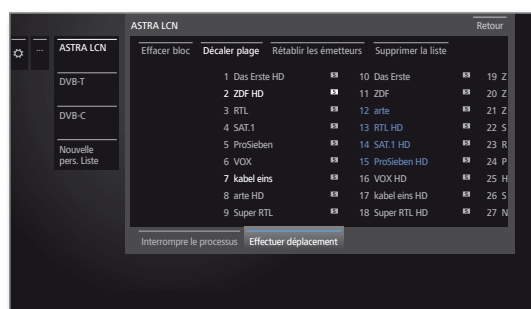 ASTRA LCN
Retour
...
ASTRA LCN
DVB-T
DVB-C
Nouvelle
pers. Liste
Effacer bloc Décaler plage Rétablir les émetteurs Supprimer la liste
1 Das Erste HD S 10 Das Erste S 19 Z
2 ZDF HD S 11 ZDF S 20 Z
3 RTL S 12 arte S 21 Z
4 SAT.1 S 13 RTL HD S 22 S
5 ProSieben S 14 SAT.1 HD S 23 R
6 VOX S 15 ProSieben HD S 24 P
7 kabel eins S 16 VOX HD S 25 H
8 arte HD S 17 kabel eins HD S 26 S
9 Super RTL S 18 Super RTL HD S 27 N
Interrompre le processus Effectuer déplacement